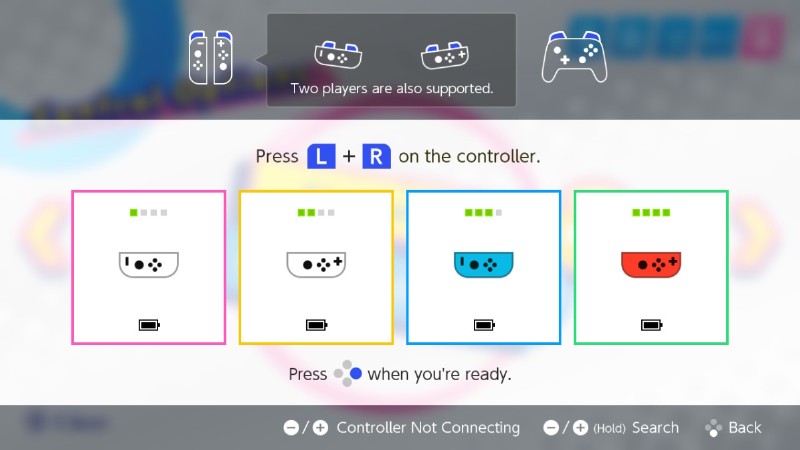 Two players are also supported.
Press L + R on the controller.
Press when you're ready.
−/+ Controller Not Connecting −/+ (Hold) Search Back